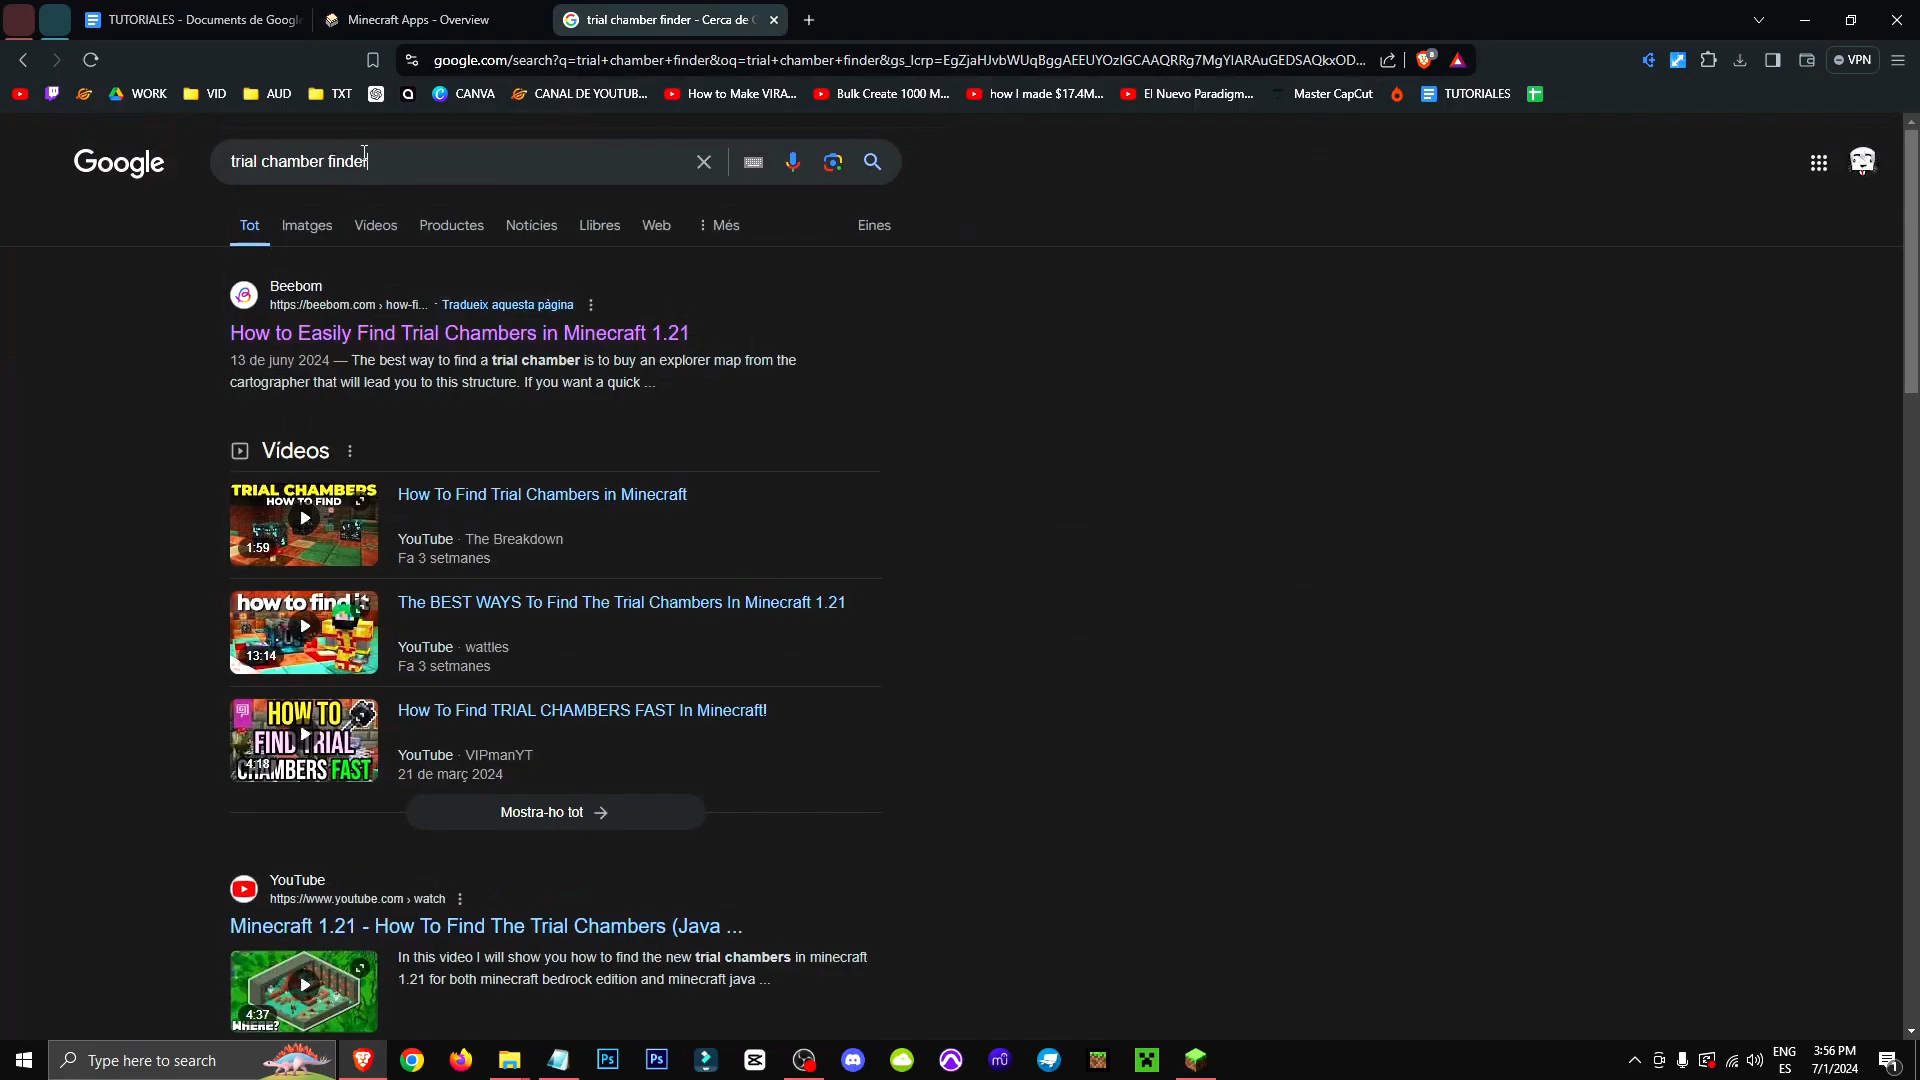 TUTORIALES - Documentos de Google
Minecraft Apps - Overview
trial chamber finder - Cerca de G
google.com/search?q=trial+chamber+finder&oq=trial+chamber+finder&gs_lcrp=EgZjaHJvbWUqBggAEEUYOzIGCAAQRRg7MgYIARAuGEDSAQkxOD...
8
VPN
WORK
VID
AUD
TXT
CANVA
CANAL DE YOUTUB...
How to Make VIRA...
Bulk Create 1000 M...
how I made $17.4M...
El Nuevo Paradigm...
Master CapCut
TUTORIALES
Google
trial chamber finder
Tot
Imatges
Vídeos
Productes
Notícies
Llibres
Web
Més
Eines
Beebom
https://beebom.com › how-fi... · Tradueix aquesta pàgina
How to Easily Find Trial Chambers in Minecraft 1.21
13 de juny 2024 — The best way to find a trial chamber is to buy an explorer map from the
cartographer that will lead you to this structure. If you want a quick ...
Vídeos
TRIAL CHAMBERS
HOW TO FIND
1:59
How To Find Trial Chambers in Minecraft
YouTube · The Breakdown
Fa 3 setmanes
how to find it
13:14
The BEST WAYS To Find The Trial Chambers In Minecraft 1.21
YouTube · wattles
Fa 3 setmanes
HOW TO
FIND TRIAL
CHAMBERS FAST
4:18
How To Find TRIAL CHAMBERS FAST In Minecraft!
YouTube · VIPmanYT
21 de març 2024
Mostra-ho tot
YouTube
https://www.youtube.com › watch
Minecraft 1.21 - How To Find The Trial Chambers (Java ...
4:37
WHERE?
In this video I will show you how to find the new trial chambers in minecraft
1.21 for both minecraft bedrock edition and minecraft java ...
Type here to search
Ps
Ps
ENG
ES
3:56 PM
7/1/2024
1